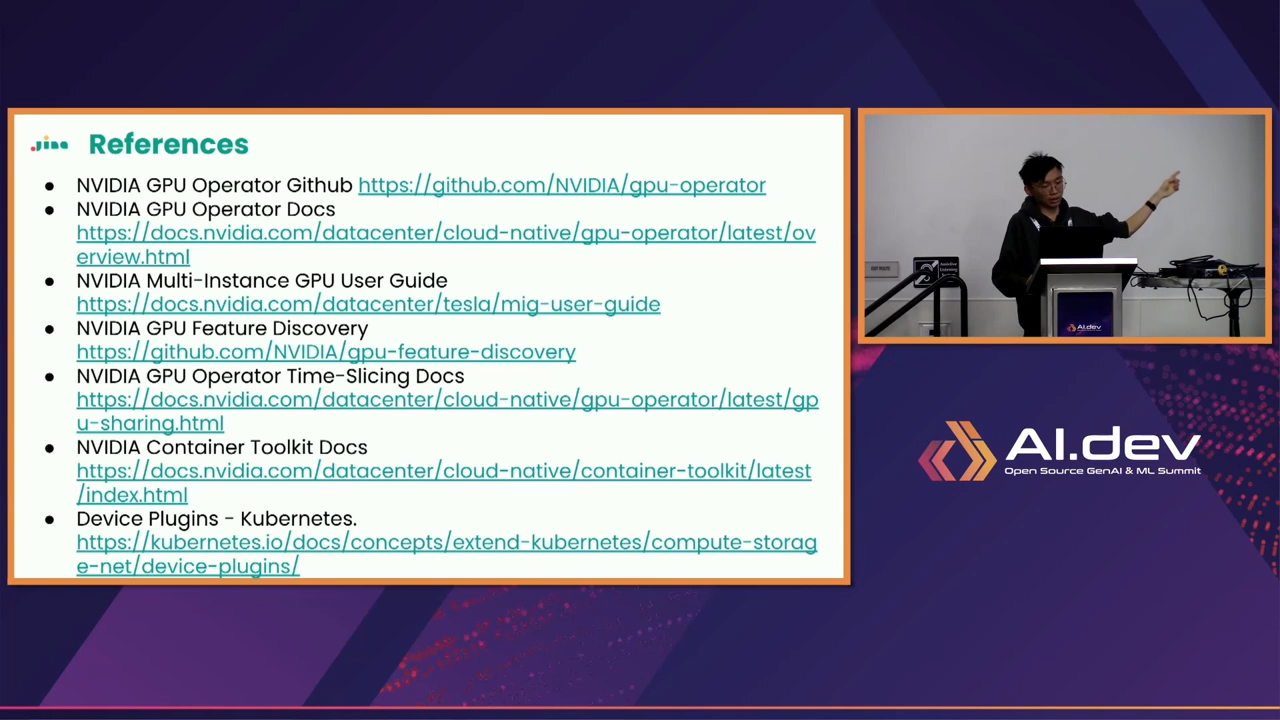 Jina
References
● NVIDIA GPU Operator Github https://github.com/NVIDIA/gpu-operator
● NVIDIA GPU Operator Docs
https://docs.nvidia.com/datacenter/cloud-native/gpu-operator/latest/ov
erview.html
● NVIDIA Multi-Instance GPU User Guide
https://docs.nvidia.com/datacenter/tesla/mig-user-guide
● NVIDIA GPU Feature Discovery
https://github.com/NVIDIA/gpu-feature-discovery
● NVIDIA GPU Operator Time-Slicing Docs
https://docs.nvidia.com/datacenter/cloud-native/gpu-operator/latest/gp
u-sharing.html
● NVIDIA Container Toolkit Docs
https://docs.nvidia.com/datacenter/cloud-native/container-toolkit/latest
/index.html
● Device Plugins - Kubernetes.
https://kubernetes.io/docs/concepts/extend-kubernetes/compute-storag
e-net/device-plugins/
Assistive
Listening
AI.dev
AI.dev
Open Source GenAI & ML Summit